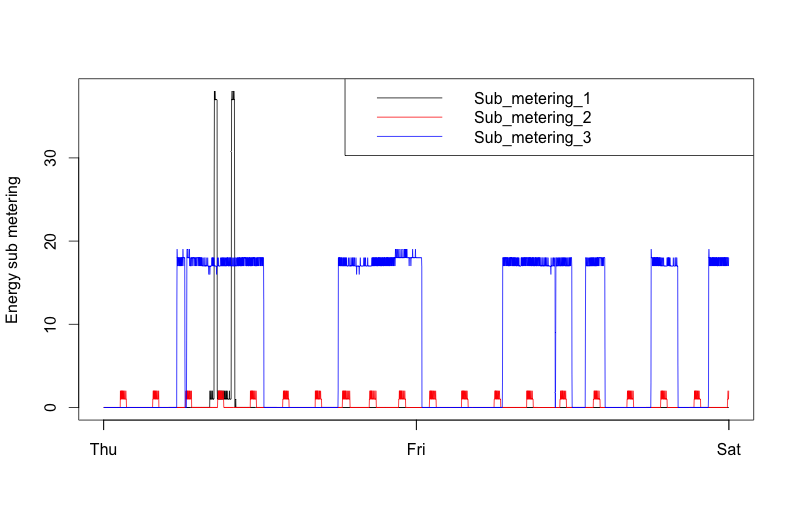 Sub_metering_1
Sub_metering_2
Sub_metering_3
Energy sub metering
30
20
10
0
Thu
Fri
Sat